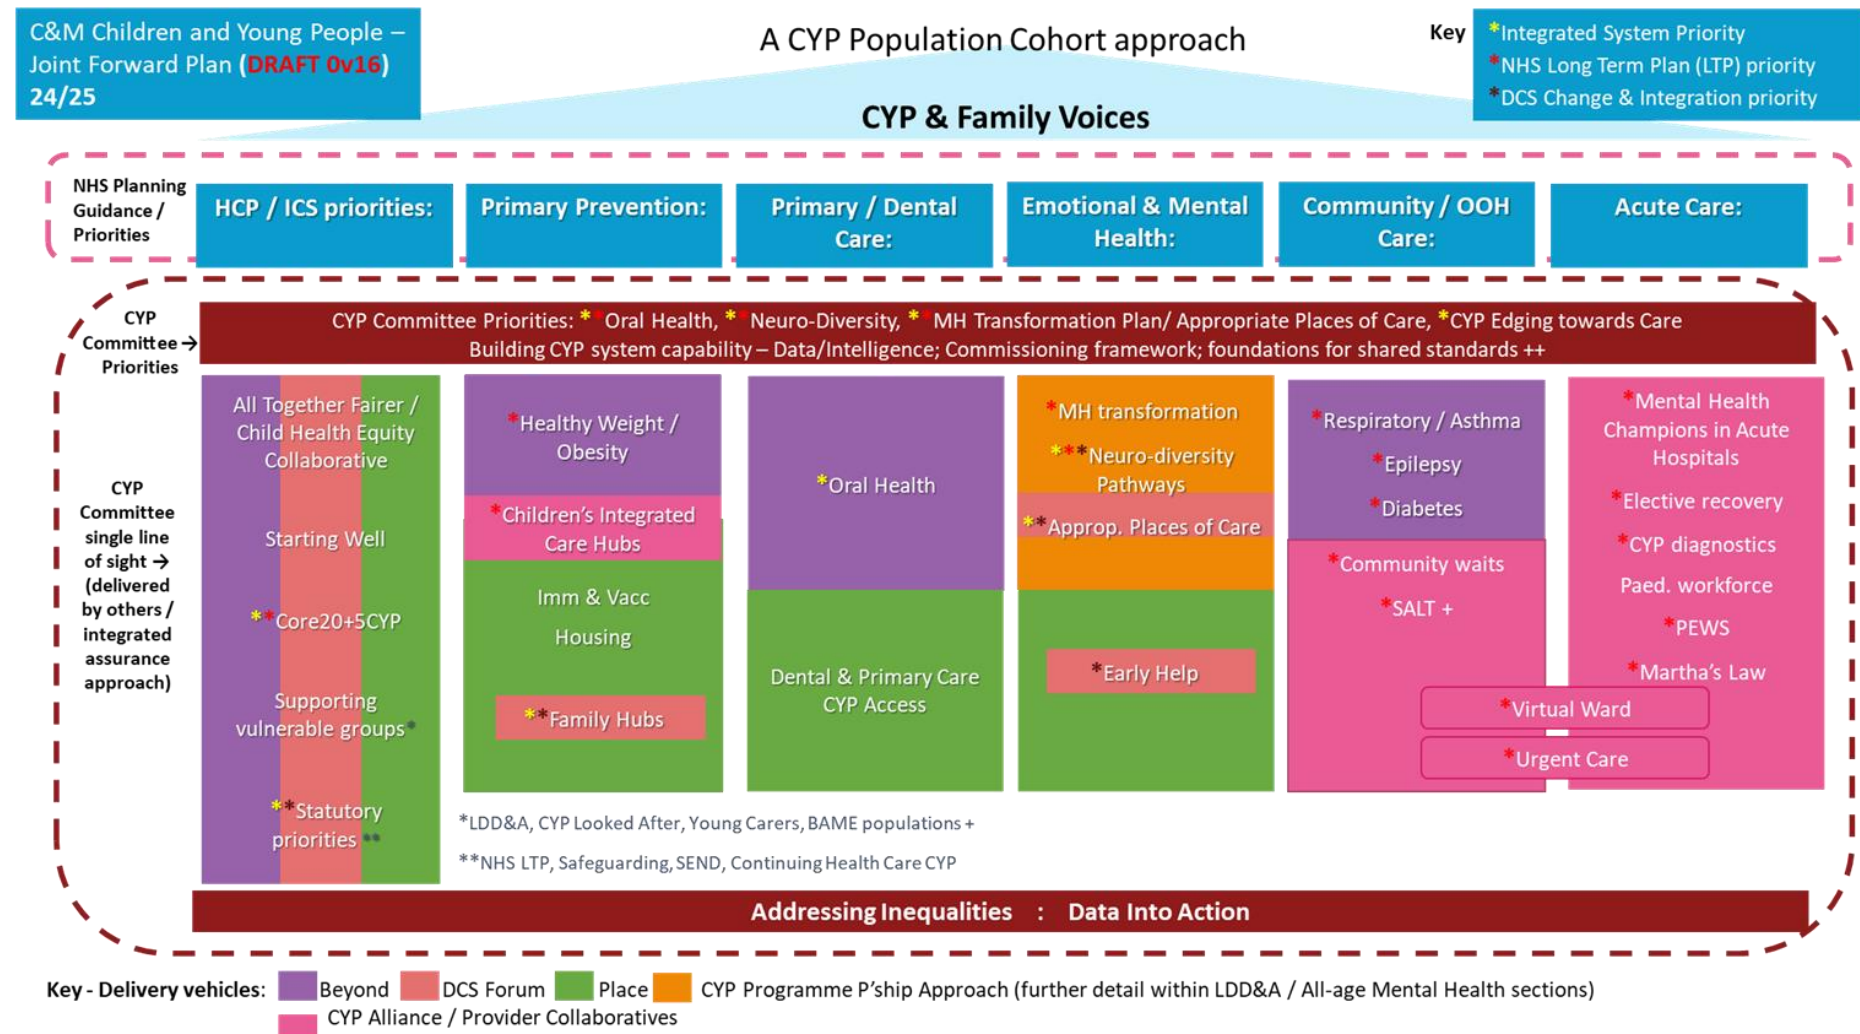 C&M Children and Young People –
Joint Forward Plan (DRAFT 0v16)
24/25
A CYP Population Cohort approach
CYP & Family Voices
Key
*Integrated System Priority
*NHS Long Term Plan (LTP) priority
*DCS Change & Integration priority
NHS Planning
Guidance /
Priorities
HCP / ICS priorities:
Primary Prevention:
Primary / Dental
Care:
Emotional & Mental
Health:
Community / OOH
Care:
Acute Care:
CYP
Committee →
Priorities
CYP Committee Priorities: **Oral Health, **Neuro-Diversity, **MH Transformation Plan/ Appropriate Places of Care, *CYP Edging towards Care
Building CYP system capability – Data/Intelligence; Commissioning framework; foundations for shared standards ++
CYP
Committee
single line
of sight →
(delivered
by others /
integrated
assurance
approach)
All Together Fairer /
Child Health Equity
Collaborative
Starting Well
**Core20+5CYP
Supporting
vulnerable groups*
**Statutory
priorities **
*Healthy Weight /
Obesity
*Children's Integrated
Care Hubs
Imm & Vacc
Housing
**Family Hubs
*Oral Health
Dental & Primary Care
CYP Access
*MH transformation
***Neuro-diversity
Pathways
**Approp. Places of Care
*Early Help
*Respiratory / Asthma
*Epilepsy
*Diabetes
*Community waits
*SALT +
*Mental Health
Champions in Acute
Hospitals
*Elective recovery
*CYP diagnostics
Paed. workforce
*PEWS
*Martha's Law
*Virtual Ward
*Urgent Care
*LDD&A, CYP Looked After, Young Carers, BAME populations +
**NHS LTP, Safeguarding, SEND, Continuing Health Care CYP
Addressing Inequalities : Data Into Action
Key - Delivery vehicles: Beyond DCS Forum Place CYP Programme P'ship Approach (further detail within LDD&A / All-age Mental Health sections)
CYP Alliance / Provider Collaboratives